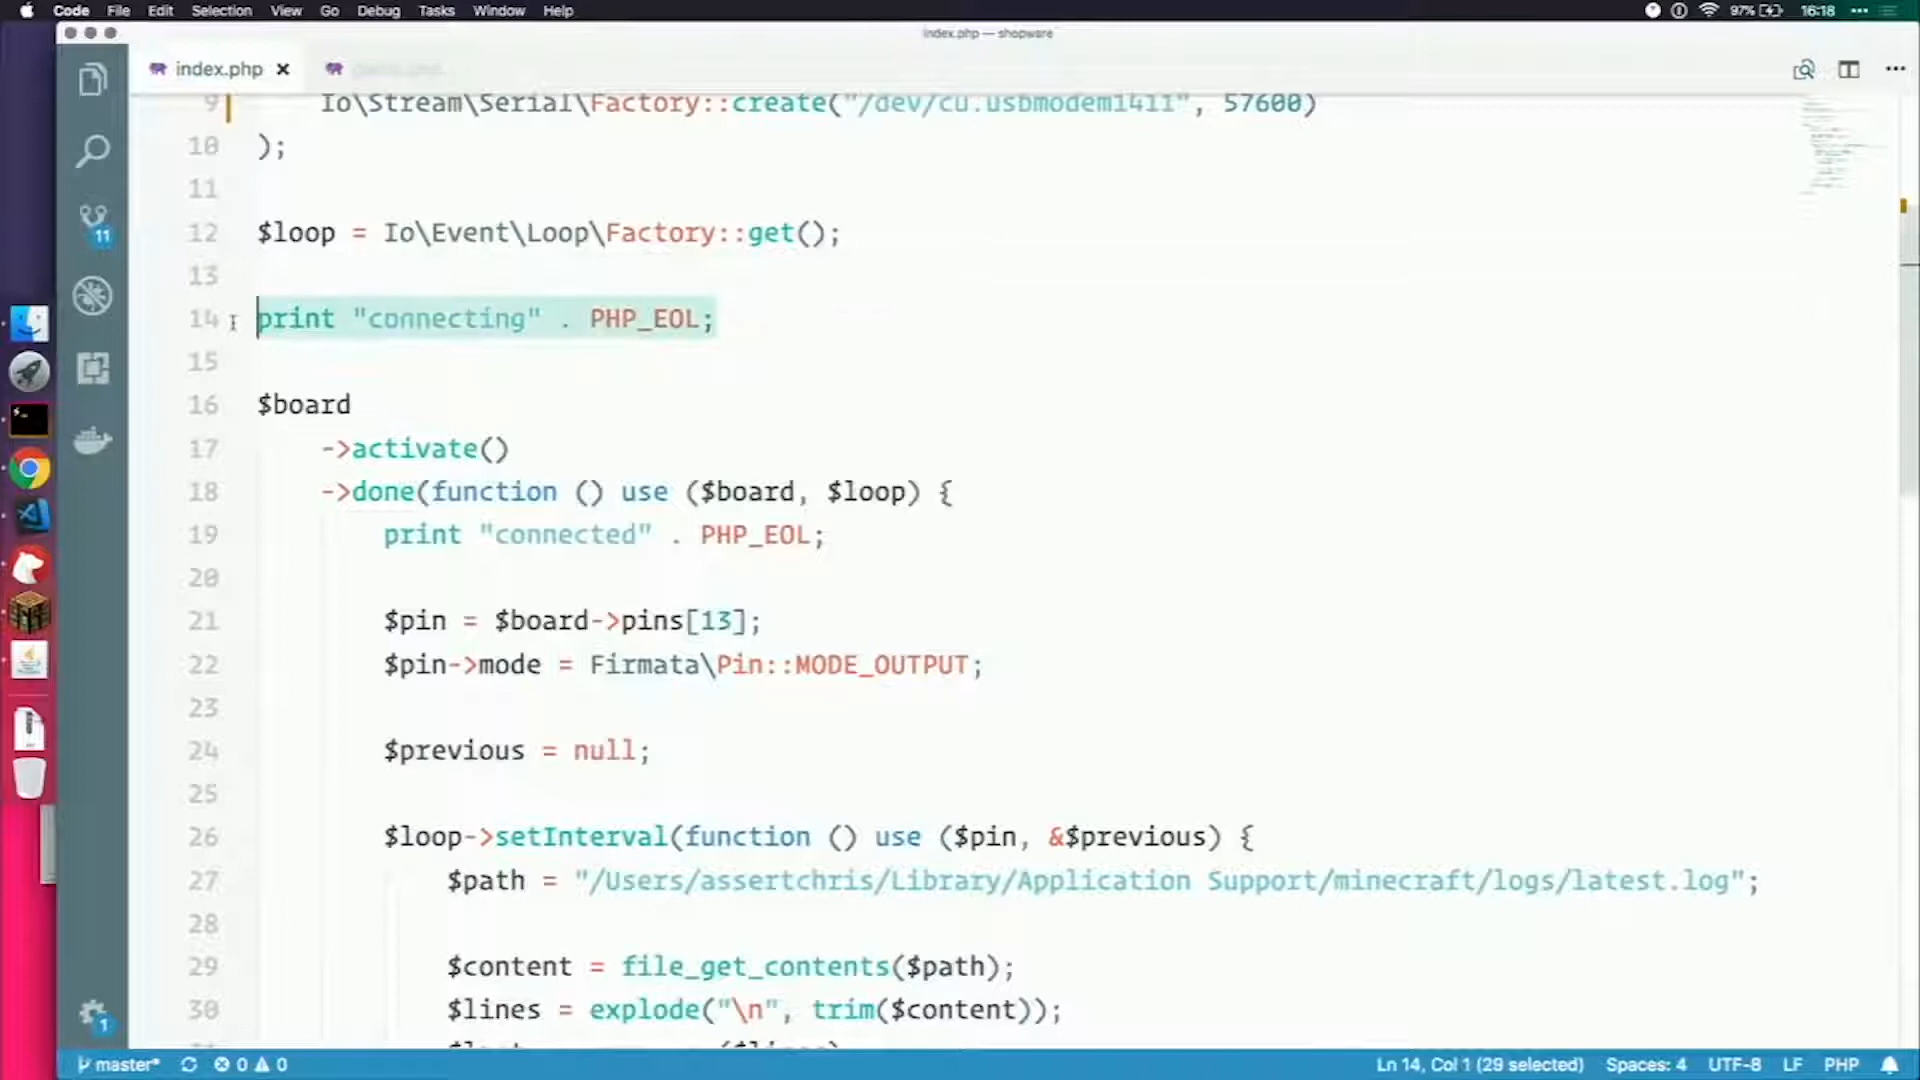 Code File Edit Selection View Go Debug Tasks Window Help 97% 16:18
index.php — shopware
index.php
9 Io\Stream\Serial\Factory::create("/dev/cu.usbmodem1411", 57600)
10 );
11
12 $loop = Io\Event\Loop\Factory::get();
13
14 print "connecting" . PHP_EOL;
15
16 $board
17 ->activate()
18 ->done(function () use ($board, $loop) {
19 print "connected" . PHP_EOL;
20
21 $pin = $board->pins[13];
22 $pin->mode = Firmata\Pin::MODE_OUTPUT;
23
24 $previous = null;
25
26 $loop->setInterval(function () use ($pin, &$previous) {
27 $path = "/Users/assertchris/Library/Application Support/minecraft/logs/latest.log";
28
29 $content = file_get_contents($path);
30 $lines = explode("\n", trim($content));
11
1
master* 0 0 Ln 14, Col 1 (29 selected) Spaces: 4 UTF-8 LF PHP